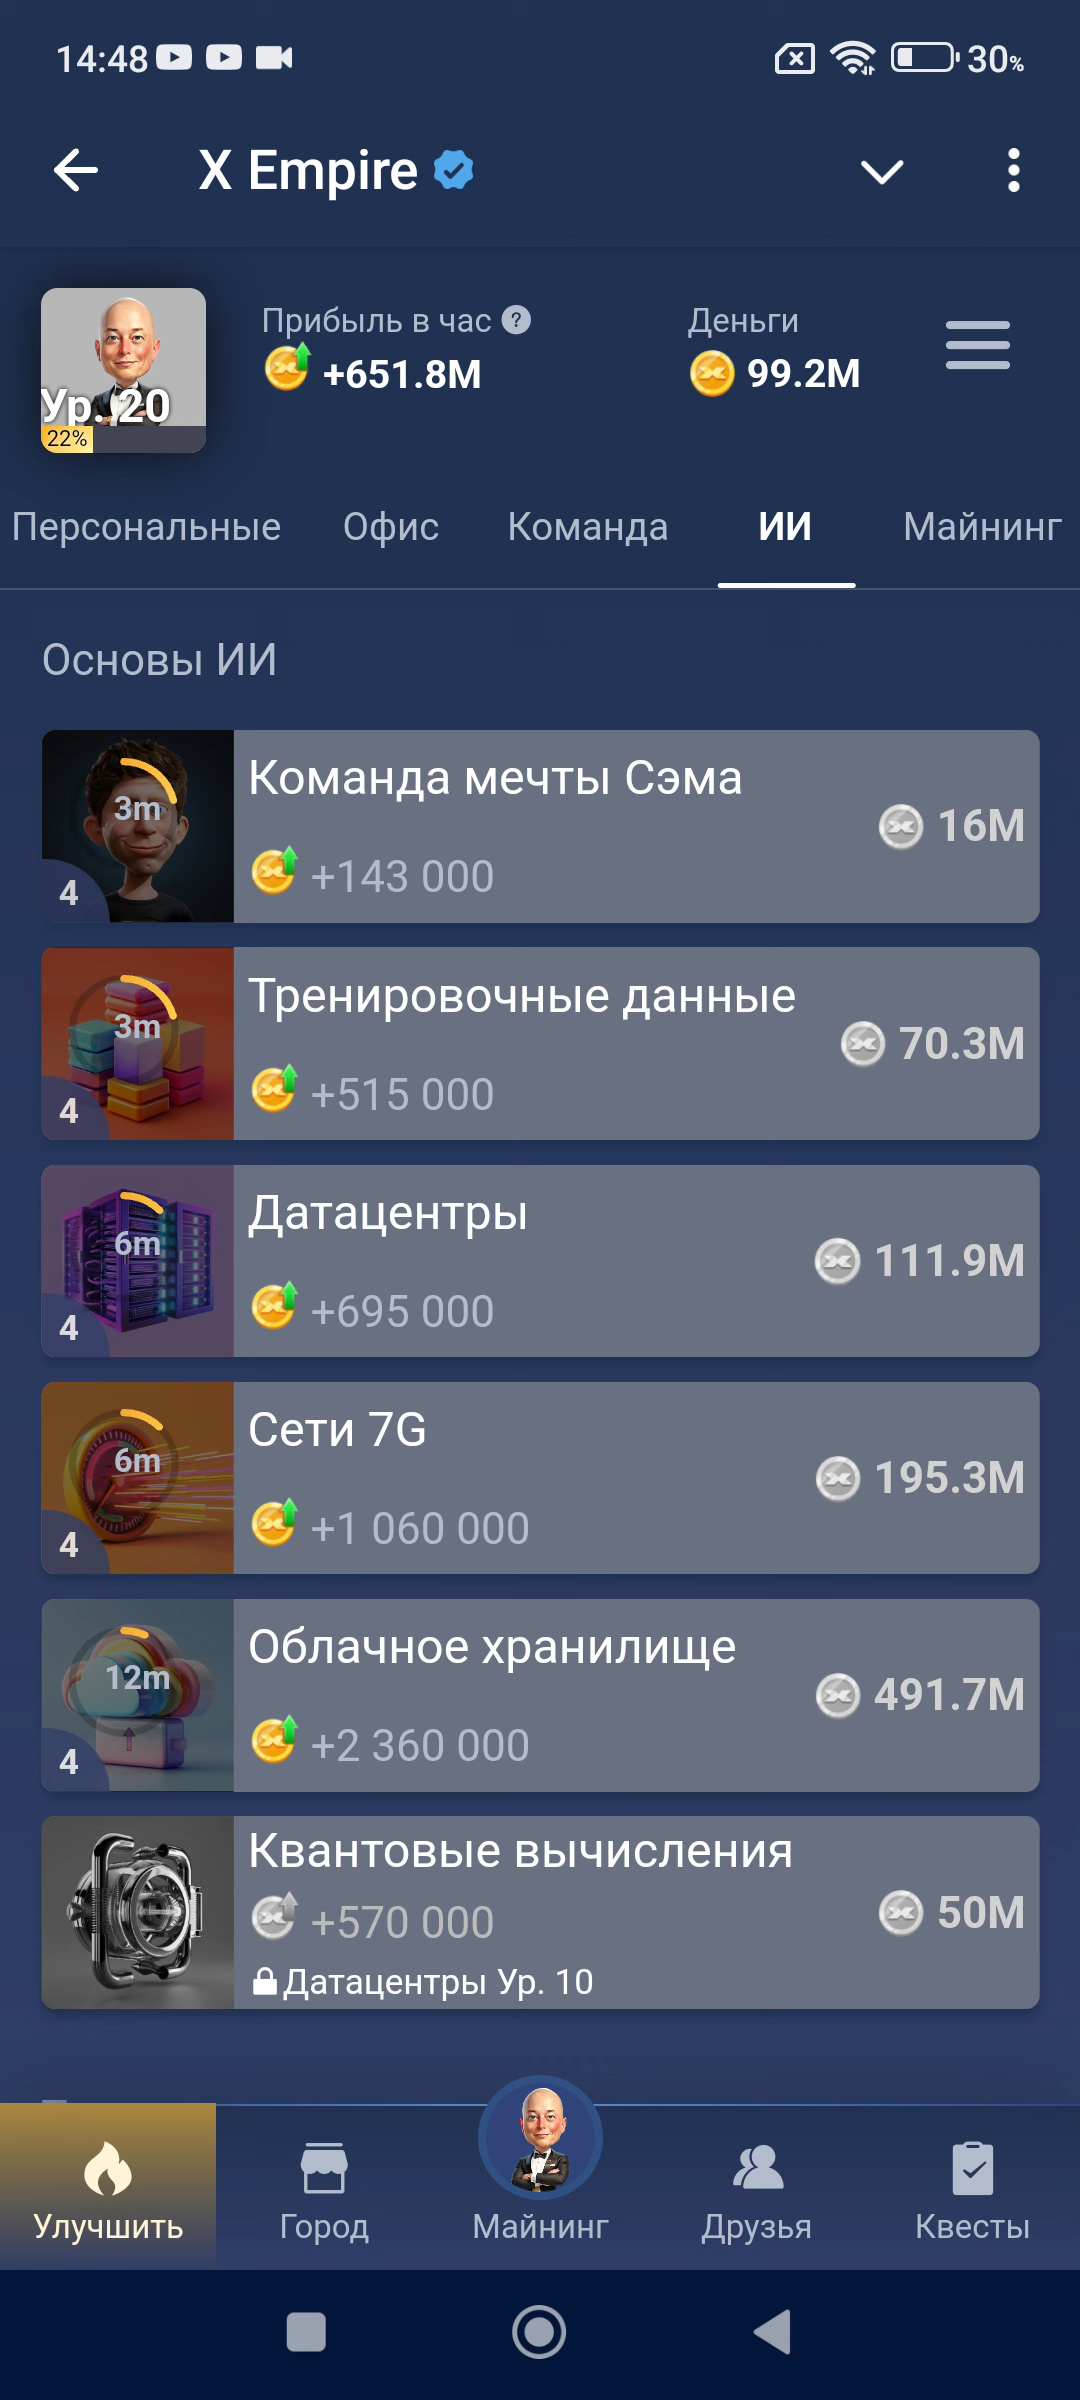 14:48
30%
X Empire
Прибыль в час ?
Деньги
+651.8M
99.2M
Ур. 20
22%
Персональные Офис Команда ИИ Майнинг
Основы ИИ
Команда мечты Сэма
3m
16M
+143 000
4
Тренировочные данные
3m
70.3M
+515 000
4
Датацентры
6m
111.9M
+695 000
4
Сети 7G
6m
195.3M
+1 060 000
4
Облачное хранилище
12m
491.7M
+2 360 000
4
Квантовые вычисления
50M
+570 000
Датацентры Ур. 10
Улучшить Город Майнинг Друзья Квесты